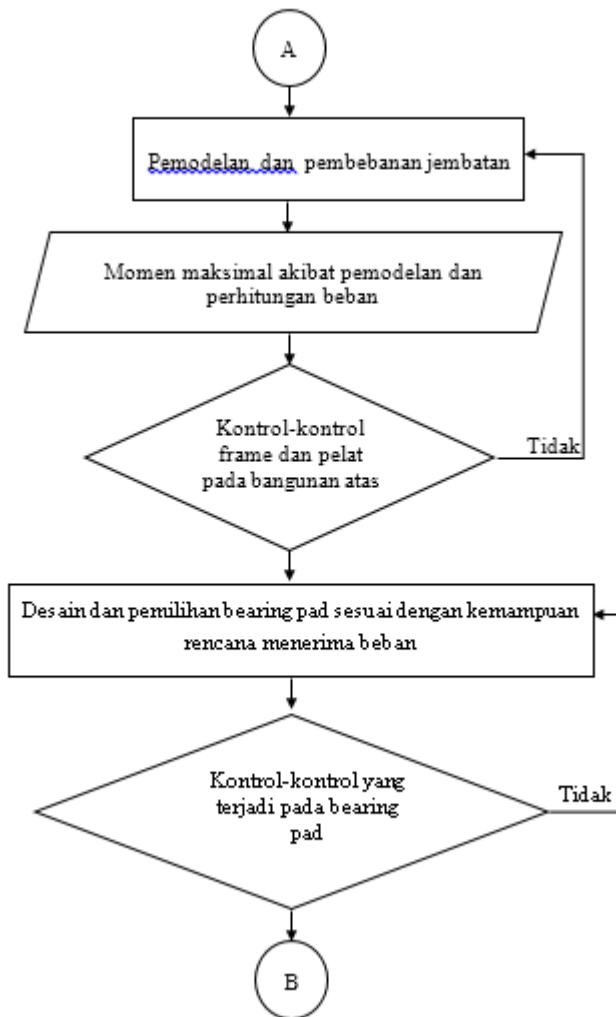 A
Pemodelan dan pembebanan jembatan
Momen maksimal akibat pemodelan dan
perhitungan beban
Kontrol-kontrol
frame dan pelat
pada bangunan atas
Tidak
Desain dan pemilihan bearing pad sesuai dengan kemampuan
rencana menerima beban
Kontrol-kontrol yang
terjadi pada bearing
pad
Tidak
B